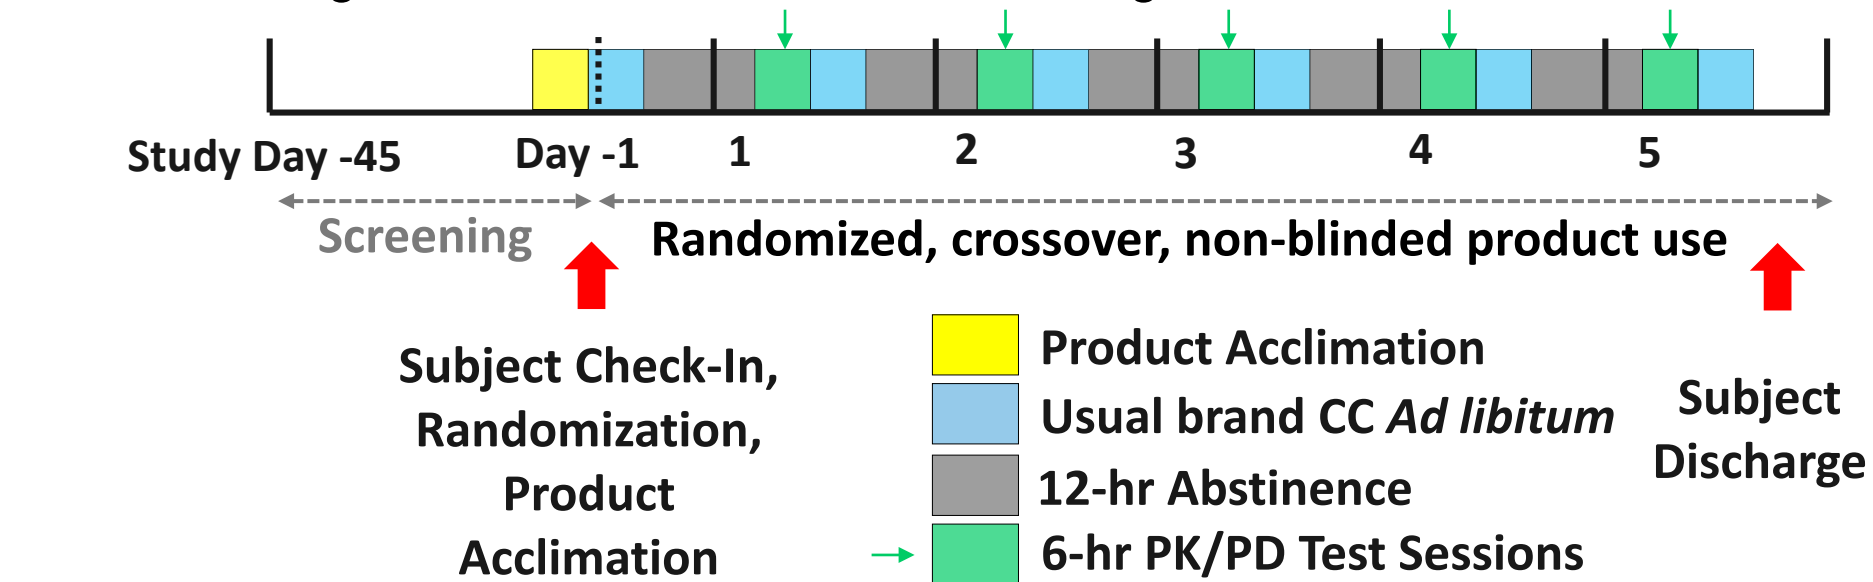 Study Day -45
Day -1
1
2
3
4
5
Screening
Randomized, crossover, non-blinded product use
Subject Check-In,
Randomization,
Product
Acclimation
Product Acclimation
Usual brand CC Ad libitum
12-hr Abstinence
6-hr PK/PD Test Sessions
Subject
Discharge